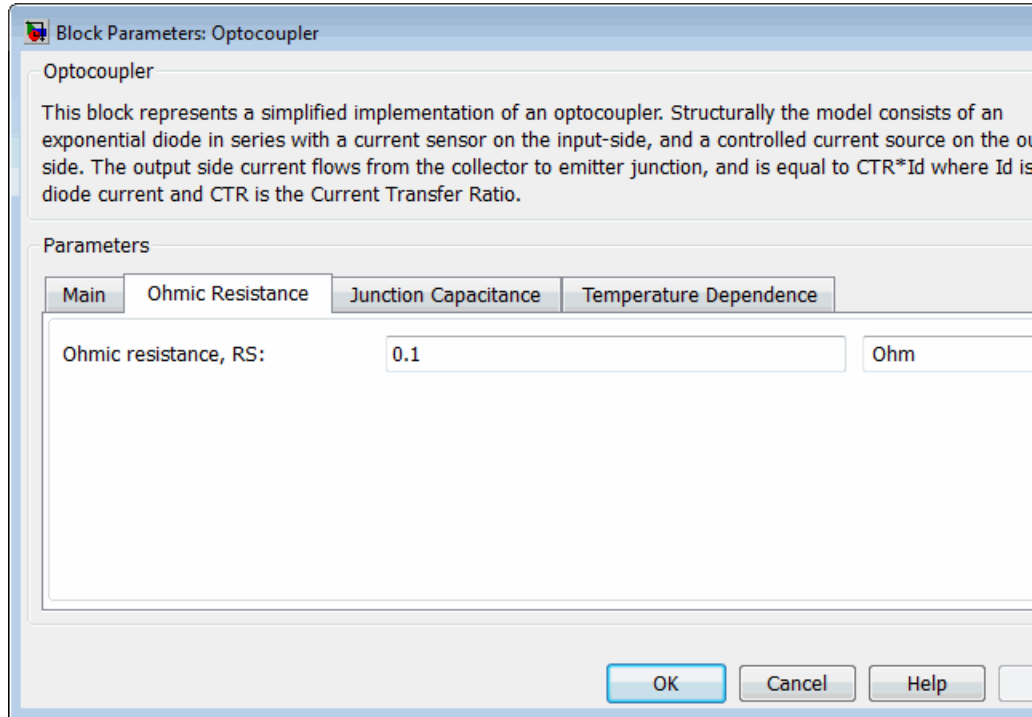 Block Parameters: Optocoupler
Optocoupler
This block represents a simplified implementation of an optocoupler. Structurally the model consists of an
exponential diode in series with a current sensor on the input-side, and a controlled current source on the
side. The output side current flows from the collector to emitter junction, and is equal to CTR*Id where Id is
diode current and CTR is the Current Transfer Ratio.
Parameters
Main Ohmic Resistance Junction Capacitance Temperature Dependence
Ohmic resistance, RS: 0.1 Ohm
OK Cancel Help